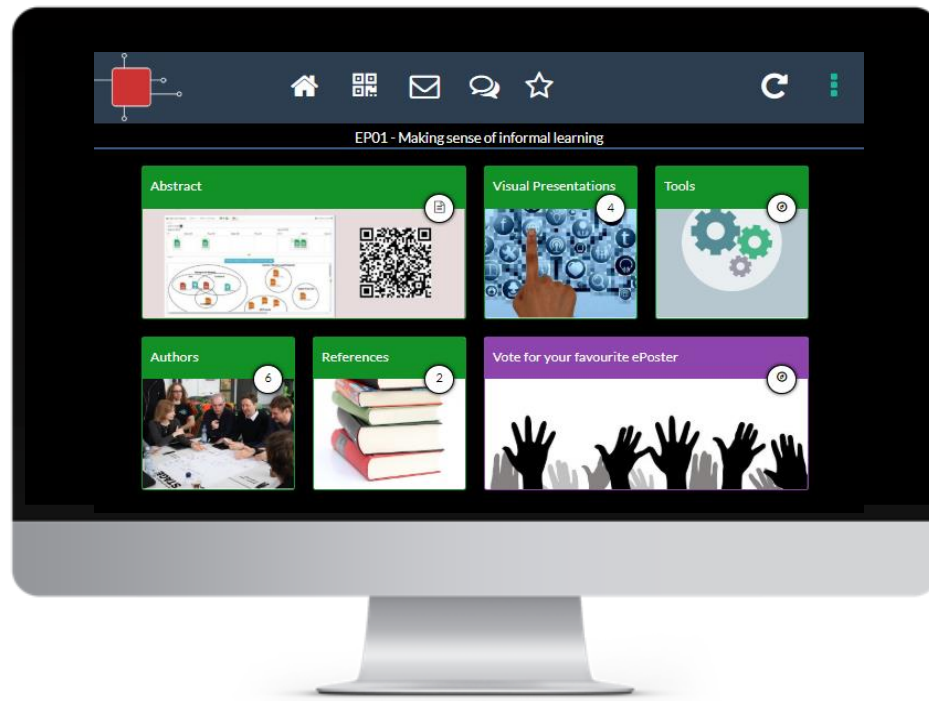 EP01 - Making sense of informal learning
Abstract
Visual Presentations
4
Tools
Authors
6
References
2
Vote for your favourite ePoster
STAGE